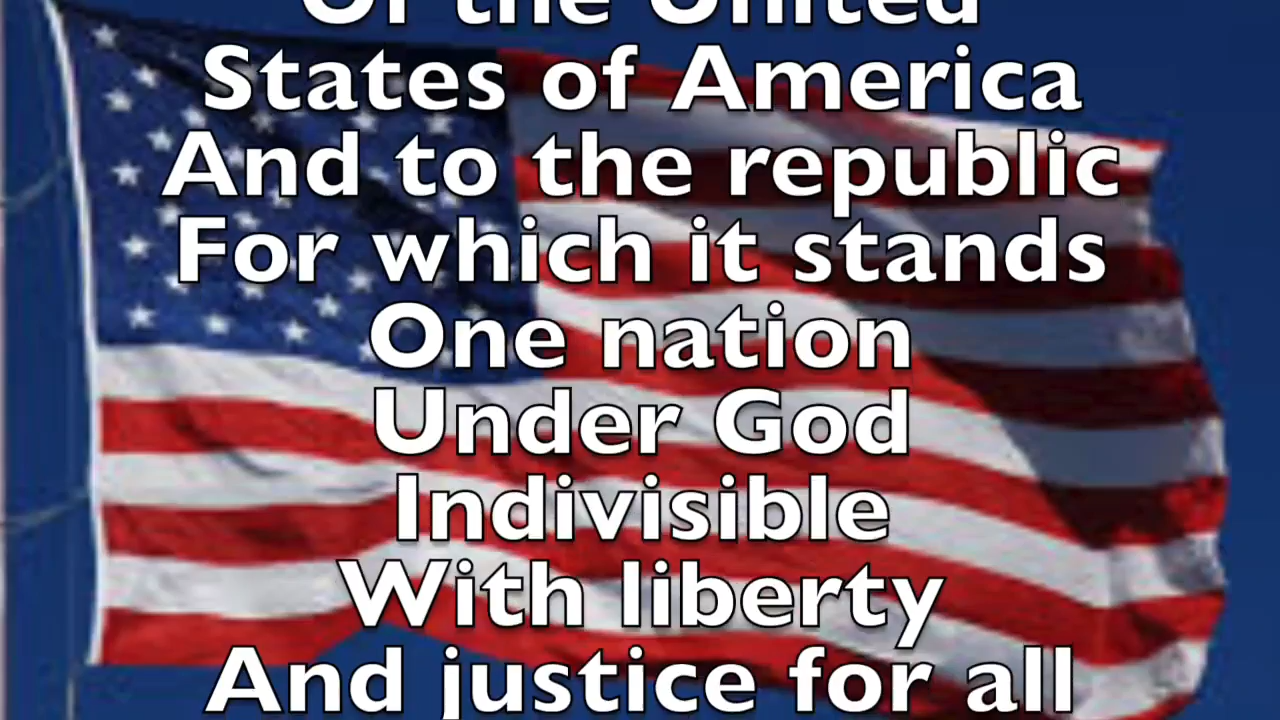 Of the United
States of America
And to the republic
For which it stands
One nation
Under God
Indivisible
With liberty
And justice for all